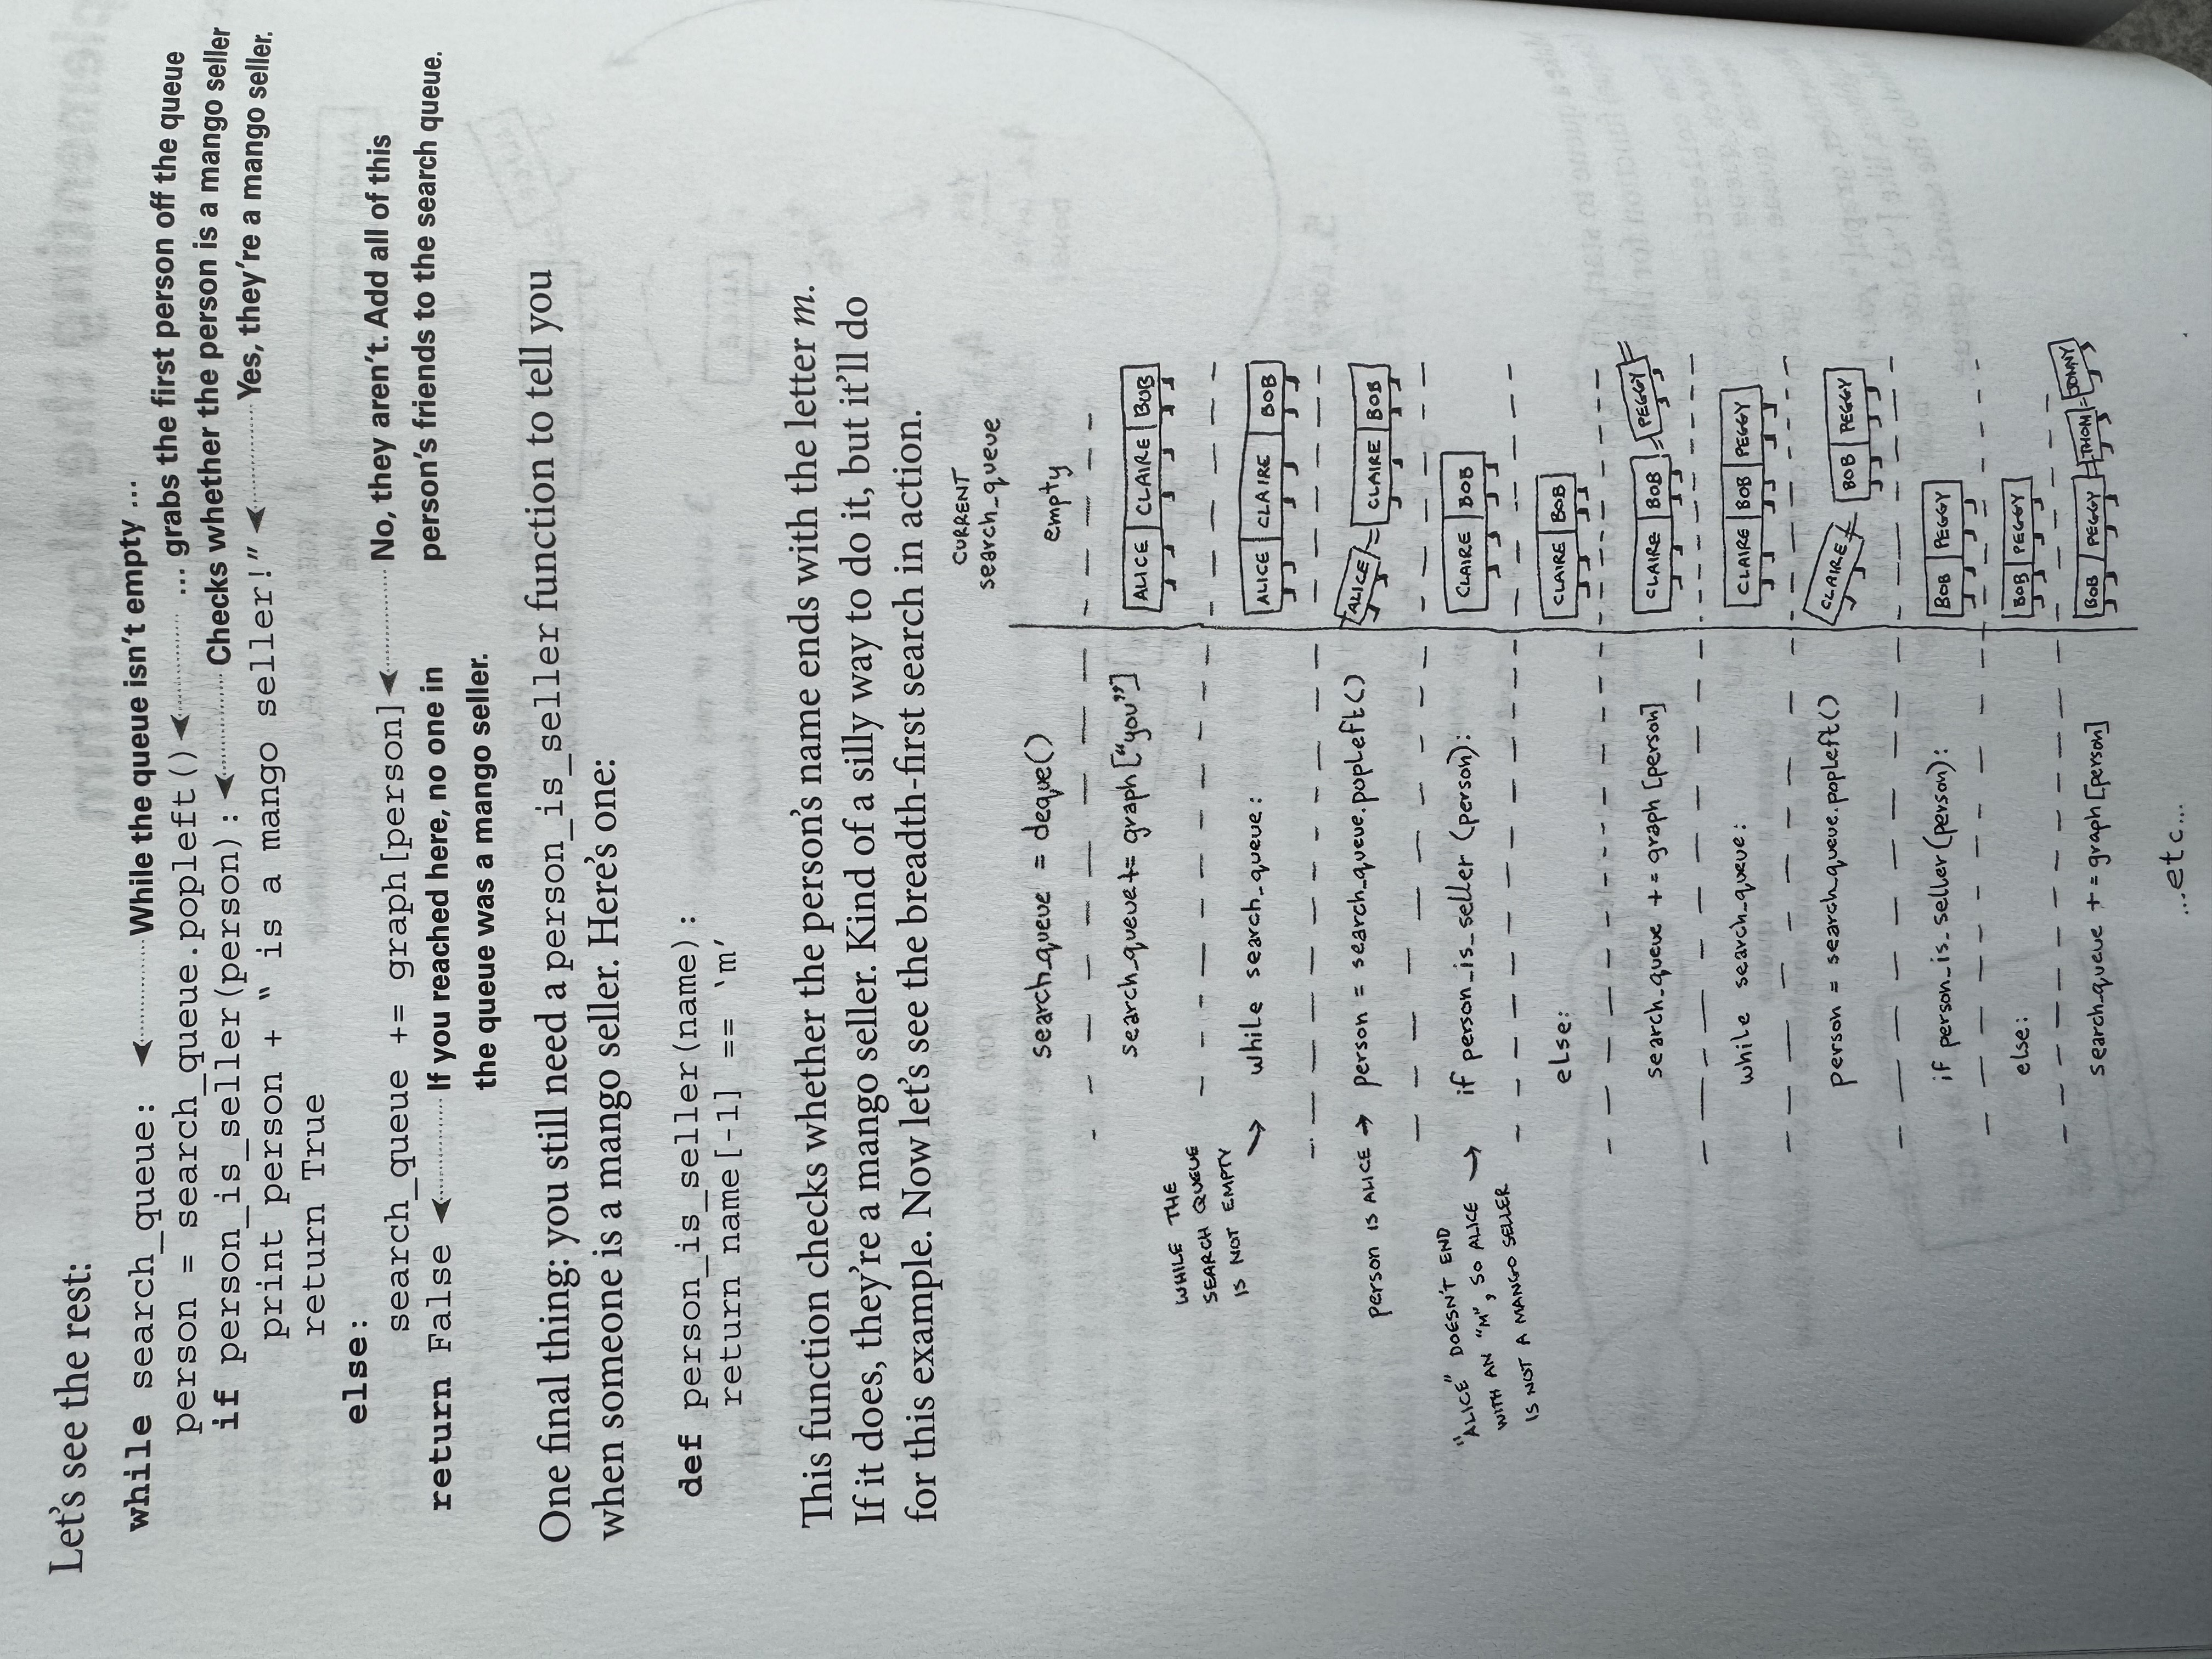 Let's see the rest:
while search_queue: While the queue isn't empty ...
person = search_queue.popleft() ... grabs the first person off the queue
if person_is_seller(person): Checks whether the person is a mango seller
print person + “ is a mango seller!” Yes, they're a mango seller.
return True
else:
search_queue += graph[person] No, they aren't. Add all of this
person's friends to the search queue.
return False If you reached here, no one in
the queue was a mango seller.
One final thing: you still need a person_is_seller function to tell you
when someone is a mango seller. Here's one:
def person_is_seller(name):
return name[-1] == ‘m’
This function checks whether the person's name ends with the letter m.
If it does, they're a mango seller. Kind of a silly way to do it, but it'll do
for this example. Now let's see the breadth-first search in action.
CURRENT
search_queue
search_queue = deque() empty
search_queue += graph[“you”] ALICE CLAIRE BOB
WHILE THE
SEARCH QUEUE
IS NOT EMPTY
while search_queue: ALICE CLAIRE BOB
person IS ALICE → person = search_queue.popleft() ALICE CLAIRE BOB
"ALICE" DOESN'T END
WITH AN "M", SO ALICE
IS NOT A MANGO SELLER
if person_is_seller (person): CLAIRE BOB
else: CLAIRE BOB
search_queue += graph [person] CLAIRE BOB PEGGY
while search_queue: CLAIRE BOB PEGGY
person = search_queue.popleft() CLAIRE BOB PEGGY
if person_is_seller (person): BOB PEGGY
else: BOB PEGGY
search_queue += graph [person] BOB PEGGY THOM JONNY
...etc...